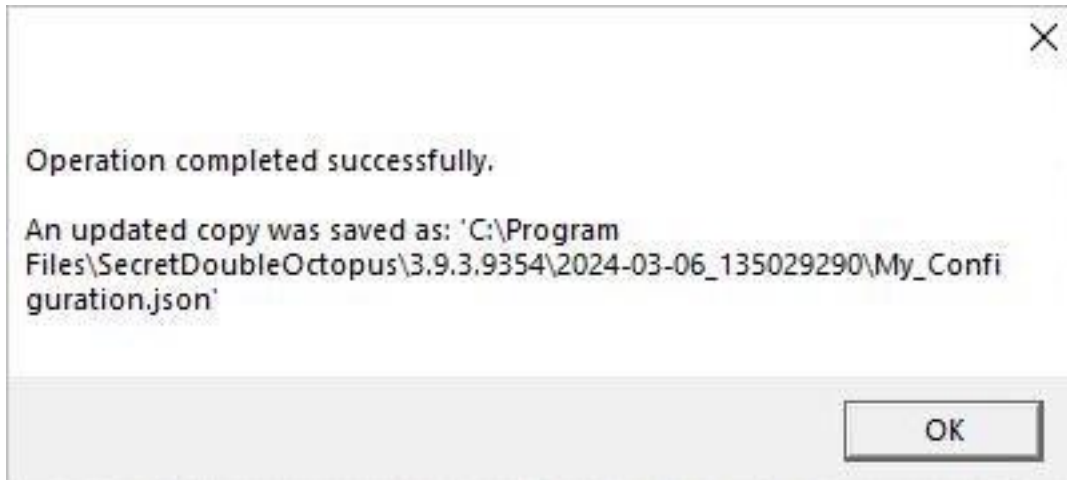 Operation completed successfully.
An updated copy was saved as: 'C:\Program
Files\SecretDoubleOctopus\3.9.3.9354\2024-03-06_135029290\My_Confi
guration.json'
OK